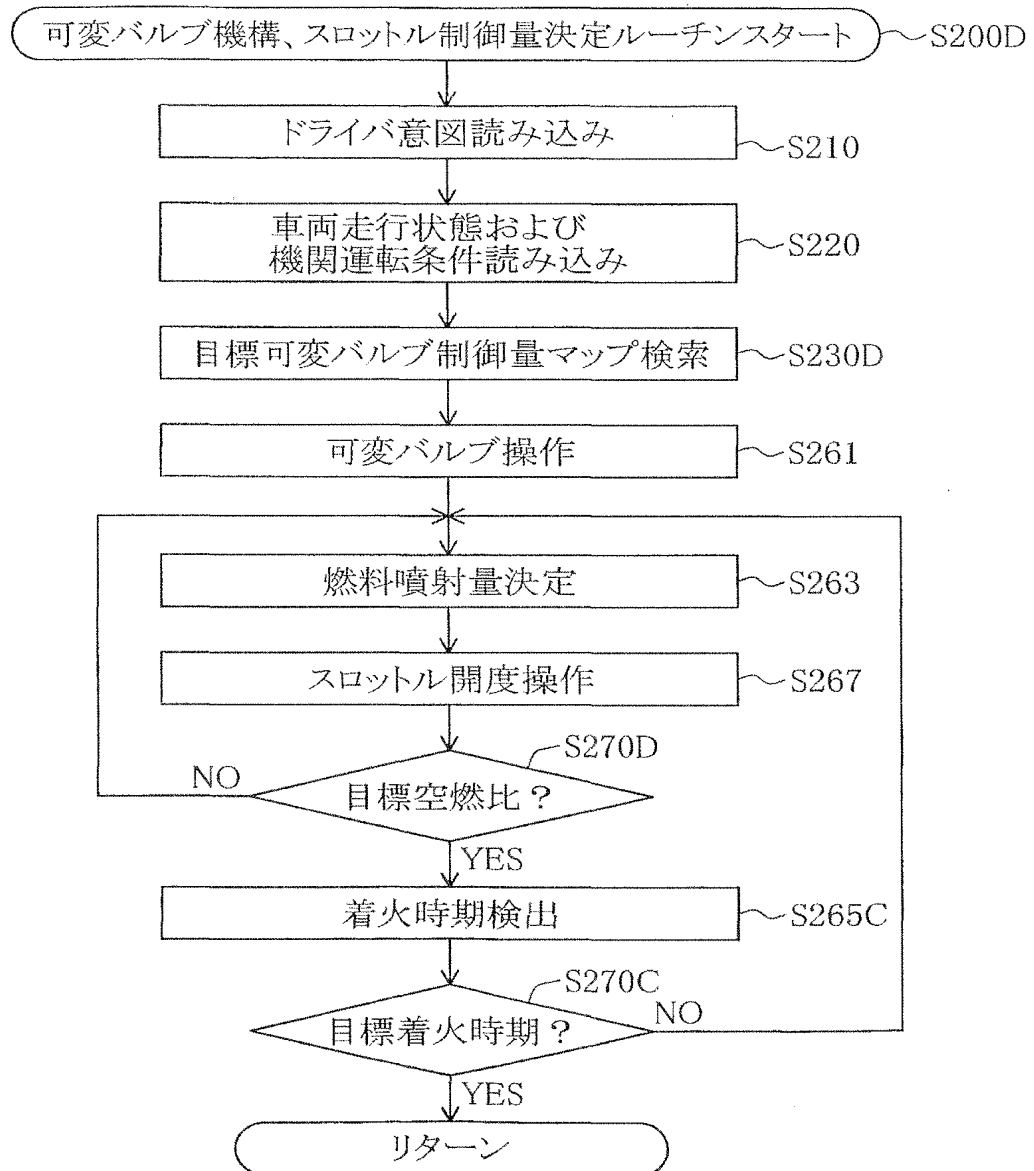 可変バルブ機構、スロットル制御量決定ルーチンスタート
S200D
ドライバ意図読み込み
S210
車両走行状態および
機関運転条件読み込み
S220
目標可変バルブ制御量マップ検索
S230D
可変バルブ操作
S261
燃料噴射量決定
S263
スロットル開度操作
S267
S270D
NO
目標空燃比？
YES
着火時期検出
S265C
S270C
目標着火時期？
NO
YES
リターン